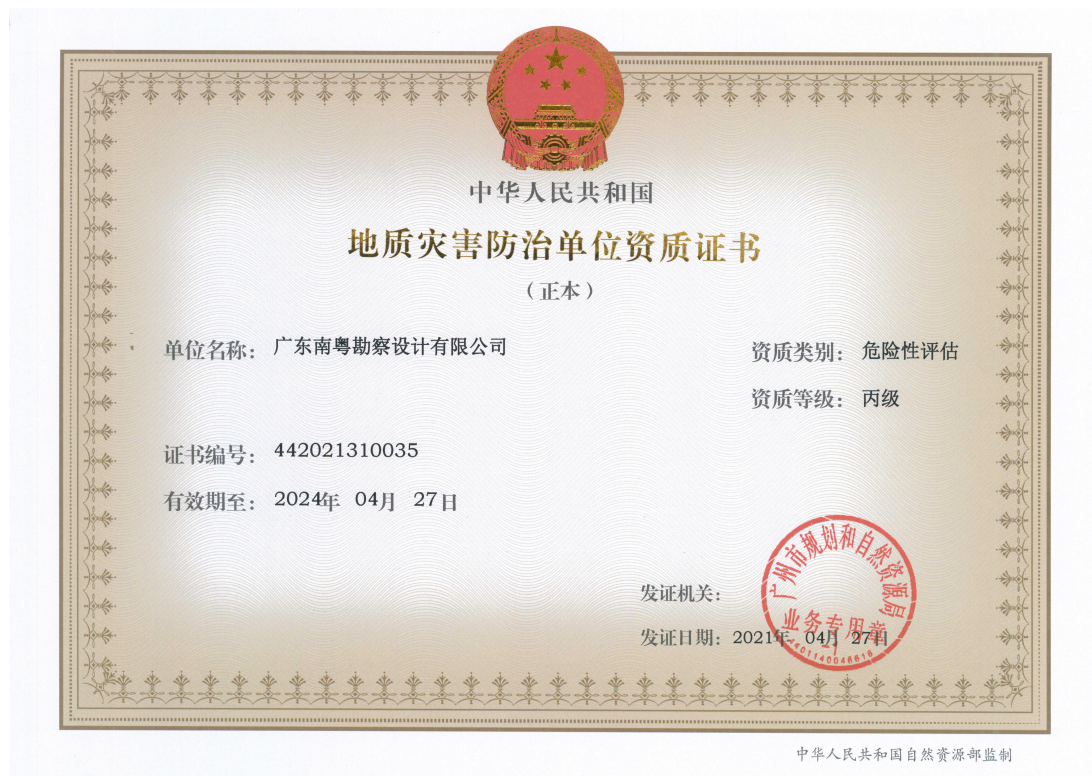 中华人民共和国
地质灾害防治单位资质证书
（正本）
单位名称： 广东南粤勘察设计有限公司
资质类别： 危险性评估
资质等级： 丙级
证书编号： 442021310035
有效期至： 2024年 04月 27日
发证机关：
广州市规划和自然资源局
业务专用章
发证日期： 2021年 04月 27日
中华人民共和国自然资源部监制